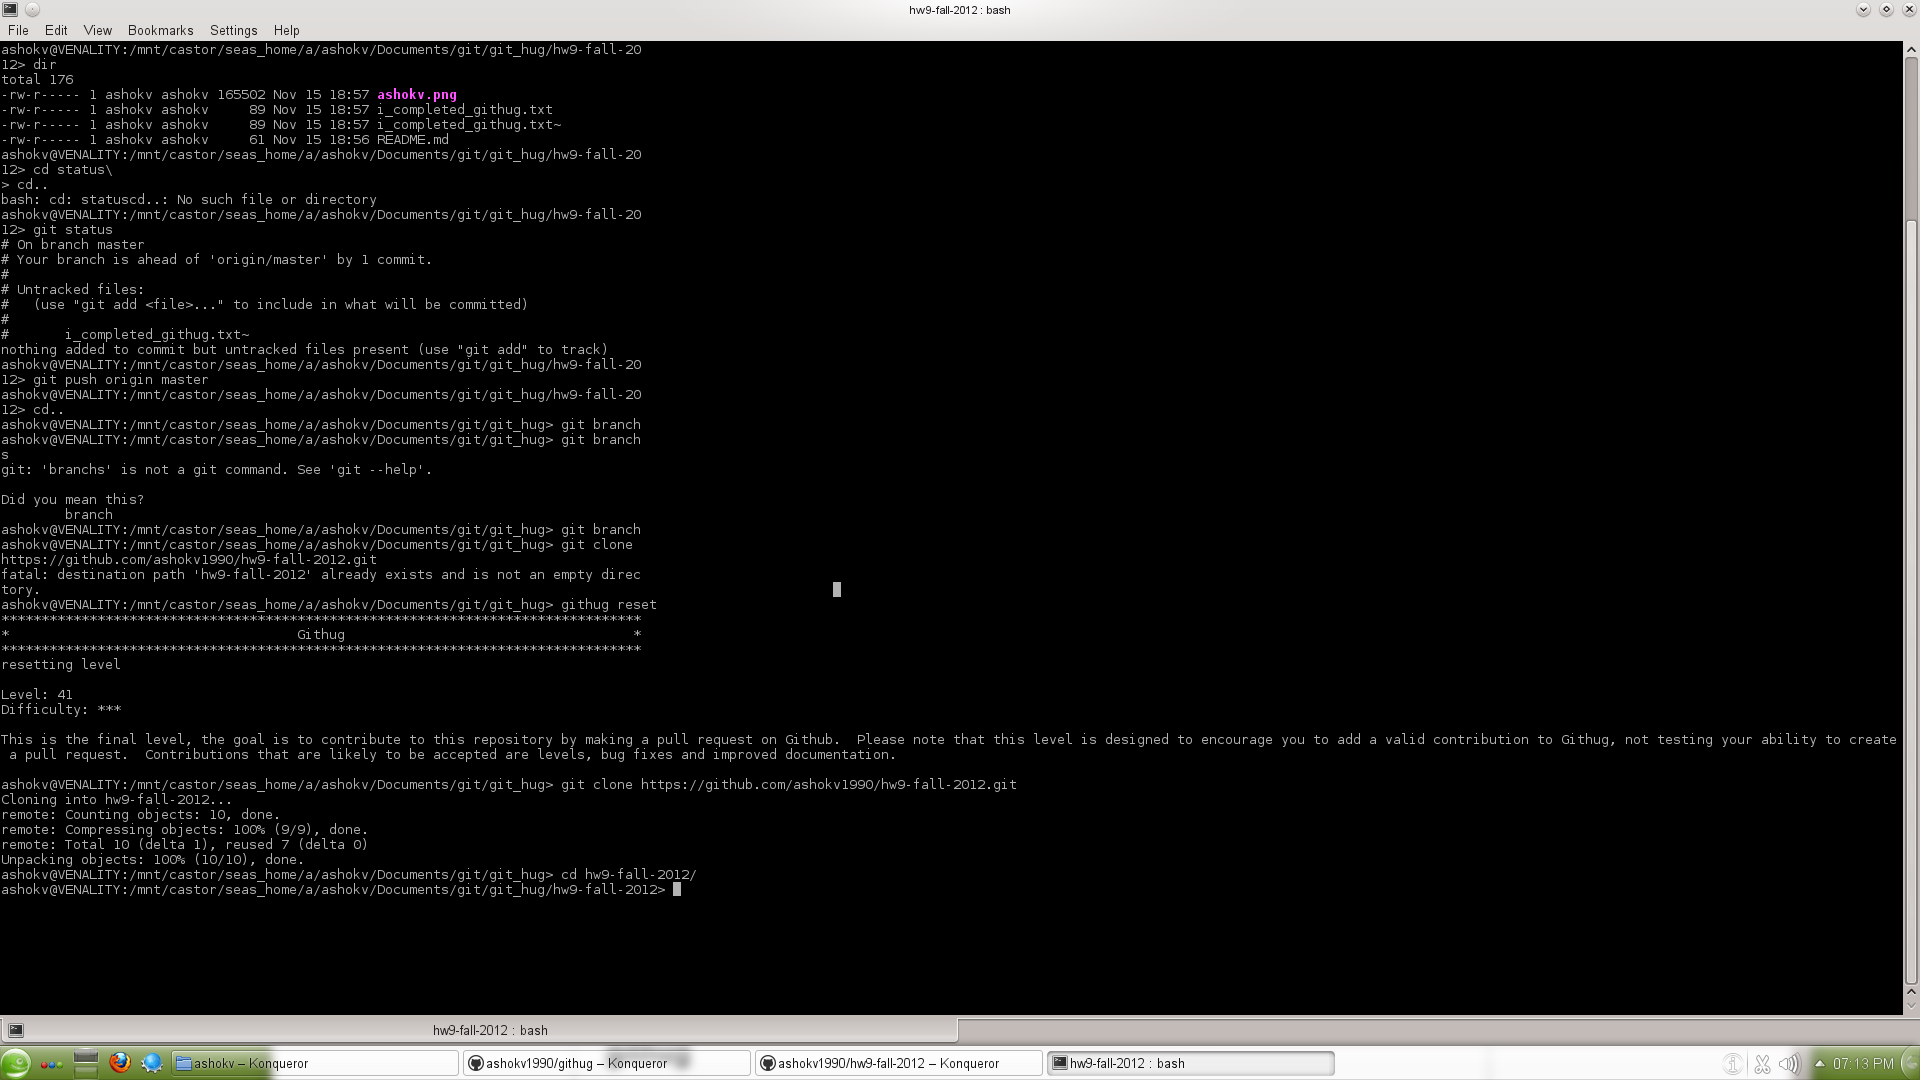 hw9-fall-2012 : bash
File Edit View Bookmarks Settings Help
ashokv@VENALITY:/mnt/castor/seas_home/a/ashokv/Documents/git/git_hug/hw9-fall-20
12> dir
total 176
-rw-r----- 1 ashokv ashokv 165502 Nov 15 18:57 ashokv.png
-rw-r----- 1 ashokv ashokv     89 Nov 15 18:57 i_completed_githug.txt
-rw-r----- 1 ashokv ashokv     89 Nov 15 18:57 i_completed_githug.txt~
-rw-r----- 1 ashokv ashokv     61 Nov 15 18:56 README.md
ashokv@VENALITY:/mnt/castor/seas_home/a/ashokv/Documents/git/git_hug/hw9-fall-20
12> cd status\
> cd..
bash: cd: statuscd..: No such file or directory
ashokv@VENALITY:/mnt/castor/seas_home/a/ashokv/Documents/git/git_hug/hw9-fall-20
12> git status
# On branch master
# Your branch is ahead of 'origin/master' by 1 commit.
#
# Untracked files:
#   (use "git add <file>..." to include in what will be committed)
#
#       i_completed_githug.txt~
nothing added to commit but untracked files present (use "git add" to track)
ashokv@VENALITY:/mnt/castor/seas_home/a/ashokv/Documents/git/git_hug/hw9-fall-20
12> git push origin master
ashokv@VENALITY:/mnt/castor/seas_home/a/ashokv/Documents/git/git_hug/hw9-fall-20
12> cd..
ashokv@VENALITY:/mnt/castor/seas_home/a/ashokv/Documents/git/git_hug> git branch
ashokv@VENALITY:/mnt/castor/seas_home/a/ashokv/Documents/git/git_hug> git branch
s
git: 'branchs' is not a git command. See 'git --help'.
Did you mean this?
        branch
ashokv@VENALITY:/mnt/castor/seas_home/a/ashokv/Documents/git/git_hug> git branch
ashokv@VENALITY:/mnt/castor/seas_home/a/ashokv/Documents/git/git_hug> git clone
https://github.com/ashokv1990/hw9-fall-2012.git
fatal: destination path 'hw9-fall-2012' already exists and is not an empty direc
tory.
ashokv@VENALITY:/mnt/castor/seas_home/a/ashokv/Documents/git/git_hug> githug reset
********************************************************************************
*                                    Githug                                    *
********************************************************************************
resetting level
Level: 41
Difficulty: ***
This is the final level, the goal is to contribute to this repository by making a pull request on Github.  Please note that this level is designed to encourage you to add a valid contribution to Githug, not testing your ability to create
 a pull request.  Contributions that are likely to be accepted are levels, bug fixes and improved documentation.
ashokv@VENALITY:/mnt/castor/seas_home/a/ashokv/Documents/git/git_hug> git clone https://github.com/ashokv1990/hw9-fall-2012.git
Cloning into hw9-fall-2012...
remote: Counting objects: 10, done.
remote: Compressing objects: 100% (9/9), done.
remote: Total 10 (delta 1), reused 7 (delta 0)
Unpacking objects: 100% (10/10), done.
ashokv@VENALITY:/mnt/castor/seas_home/a/ashokv/Documents/git/git_hug> cd hw9-fall-2012/
ashokv@VENALITY:/mnt/castor/seas_home/a/ashokv/Documents/git/git_hug/hw9-fall-2012>
hw9-fall-2012 : bash
ashokv – Konqueror ashokv1990/githug – Konqueror ashokv1990/hw9-fall-2012 – Konqueror hw9-fall-2012 : bash 07:13 PM